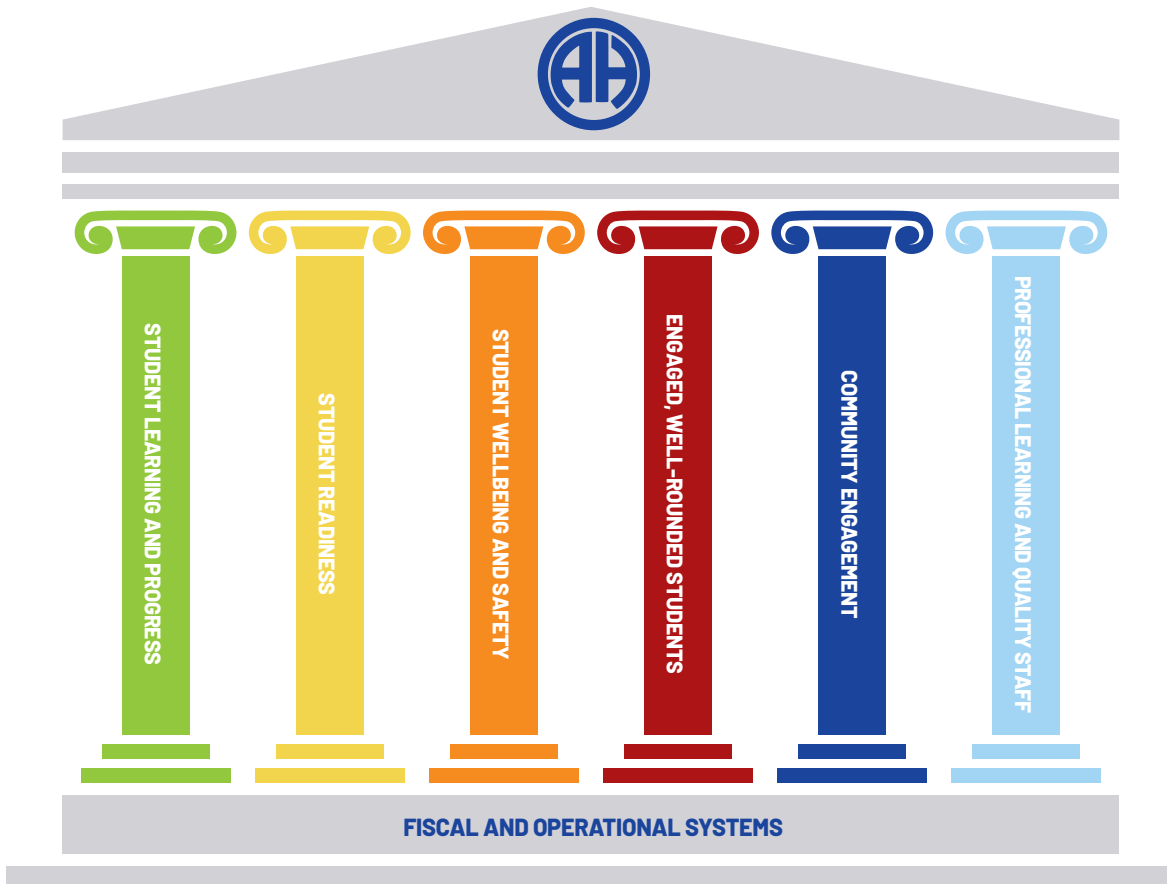 AH
STUDENT LEARNING AND PROGRESS
STUDENT READINESS
STUDENT WELLBEING AND SAFETY
ENGAGED, WELL-ROUNDED STUDENTS
COMMUNITY ENGAGEMENT
PROFESSIONAL LEARNING AND QUALITY STAFF
FISCAL AND OPERATIONAL SYSTEMS